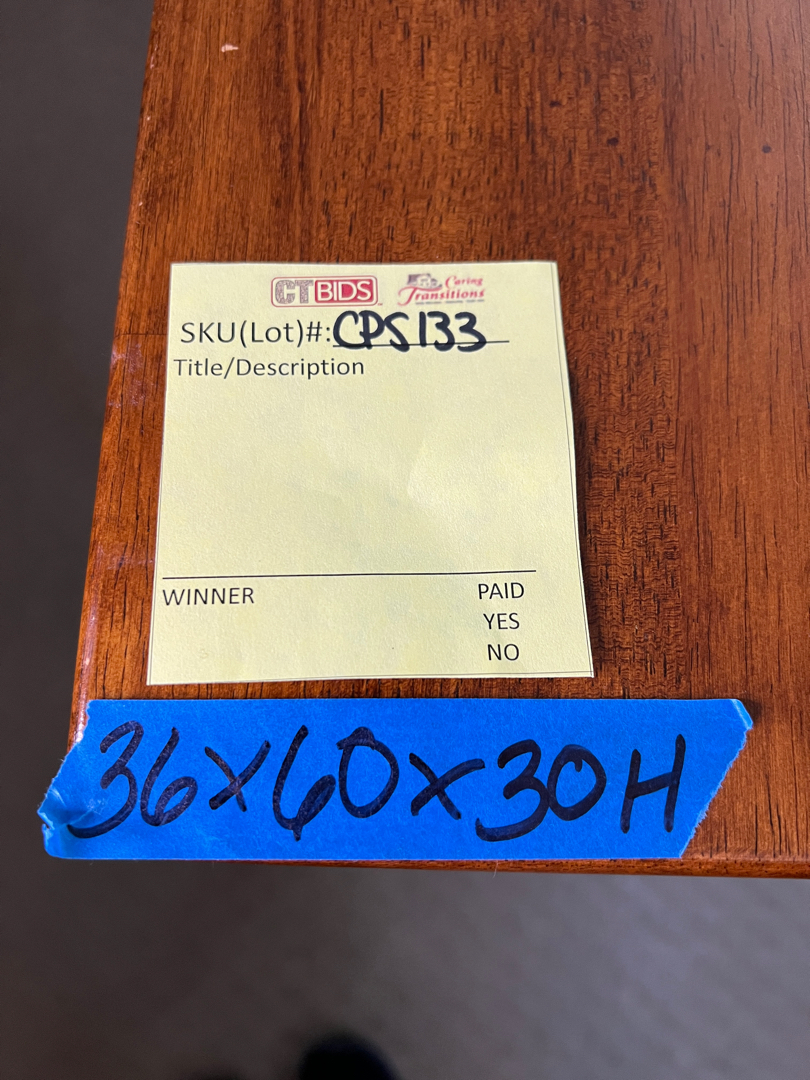 CTBIDS Caring
Transitions
SKU(Lot)#: CPS133
Title/Description
WINNER PAID
YES
NO
36x60x30H